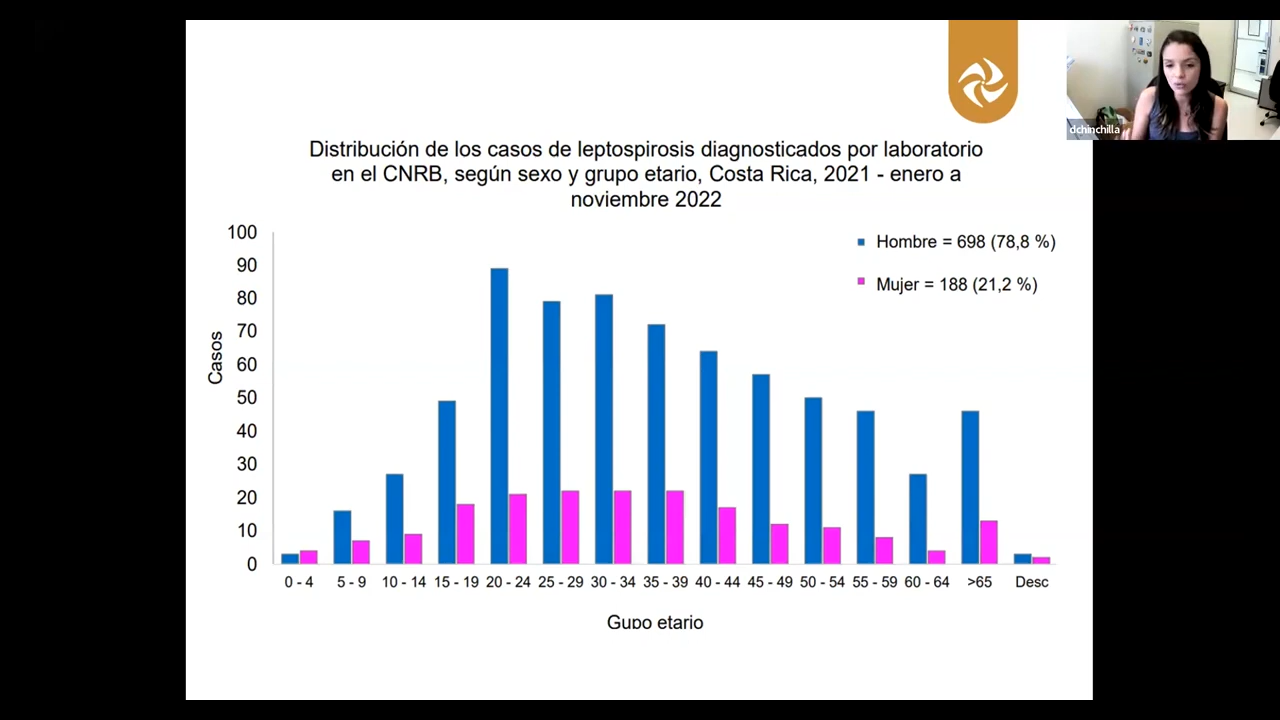 dchinchilla
Distribución de los casos de leptospirosis diagnosticados por laboratorio
en el CNRB, según sexo y grupo etario, Costa Rica, 2021 - enero a
noviembre 2022
Hombre = 698 (78,8 %)
Mujer = 188 (21,2 %)
Casos
100
90
80
70
60
50
40
30
20
10
0
0 - 4 5 - 9 10 - 14 15 - 19 20 - 24 25 - 29 30 - 34 35 - 39 40 - 44 45 - 49 50 - 54 55 - 59 60 - 64 >65 Desc
Gupo etario